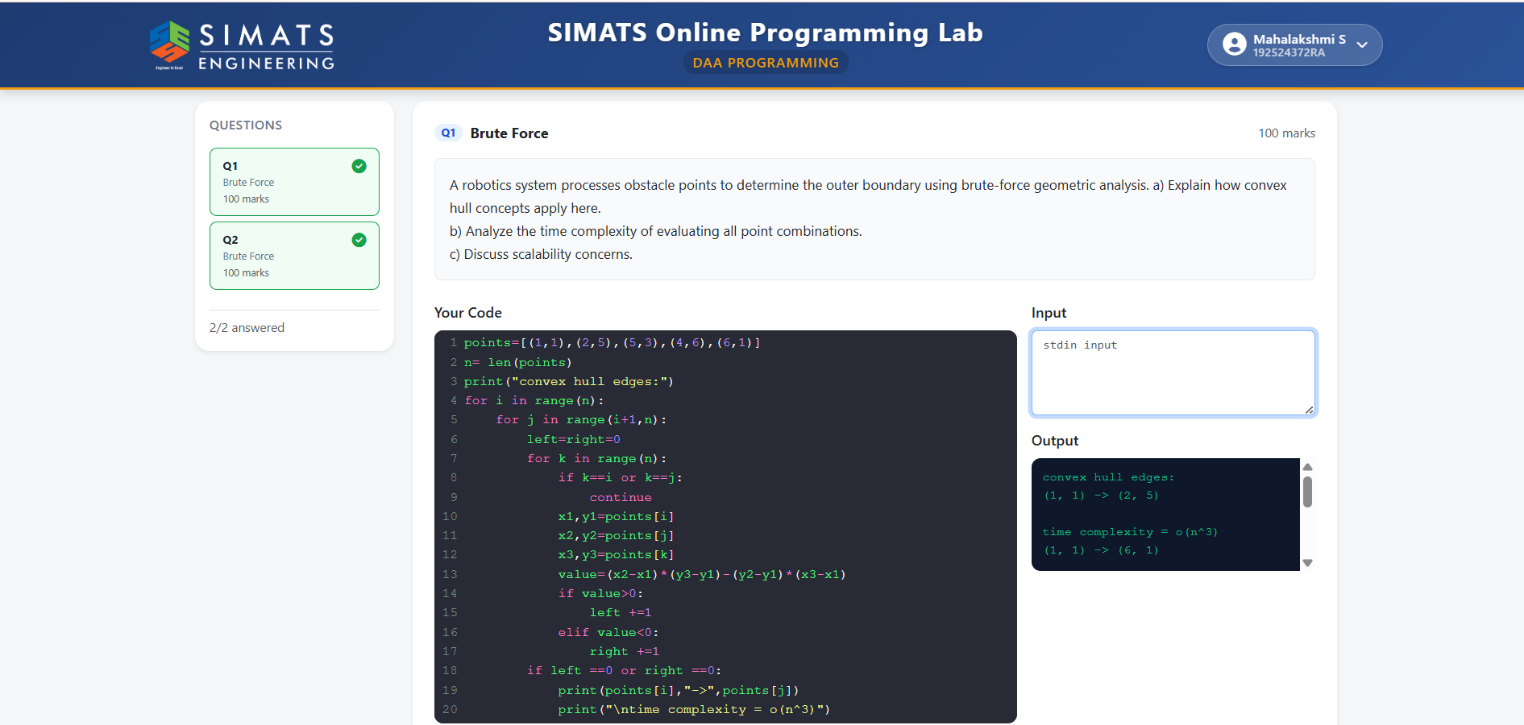 SIMATS
ENGINEERING
Engineer to Excel
SIMATS Online Programming Lab
DAA PROGRAMMING
Mahalakshmi S
192524372RA
QUESTIONS
Q1
Brute Force
100 marks
Q2
Brute Force
100 marks
2/2 answered
Q1 Brute Force 100 marks
A robotics system processes obstacle points to determine the outer boundary using brute-force geometric analysis. a) Explain how convex
hull concepts apply here.
b) Analyze the time complexity of evaluating all point combinations.
c) Discuss scalability concerns.
Your Code
1 points=[(1,1),(2,5),(5,3),(4,6),(6,1)]
2 n= len(points)
3 print("convex hull edges:")
4 for i in range(n):
5     for j in range(i+1,n):
6         left=right=0
7         for k in range(n):
8             if k==i or k==j:
9                 continue
10             x1,y1=points[i]
11             x2,y2=points[j]
12             x3,y3=points[k]
13             value=(x2-x1)*(y3-y1)-(y2-y1)*(x3-x1)
14             if value>0:
15                 left +=1
16             elif value<0:
17                 right +=1
18         if left ==0 or right ==0:
19             print(points[i],"->",points[j])
20             print("\ntime complexity = o(n^3)")
Input
stdin input
Output
convex hull edges:
(1, 1) -> (2, 5)
time complexity = o(n^3)
(1, 1) -> (6, 1)